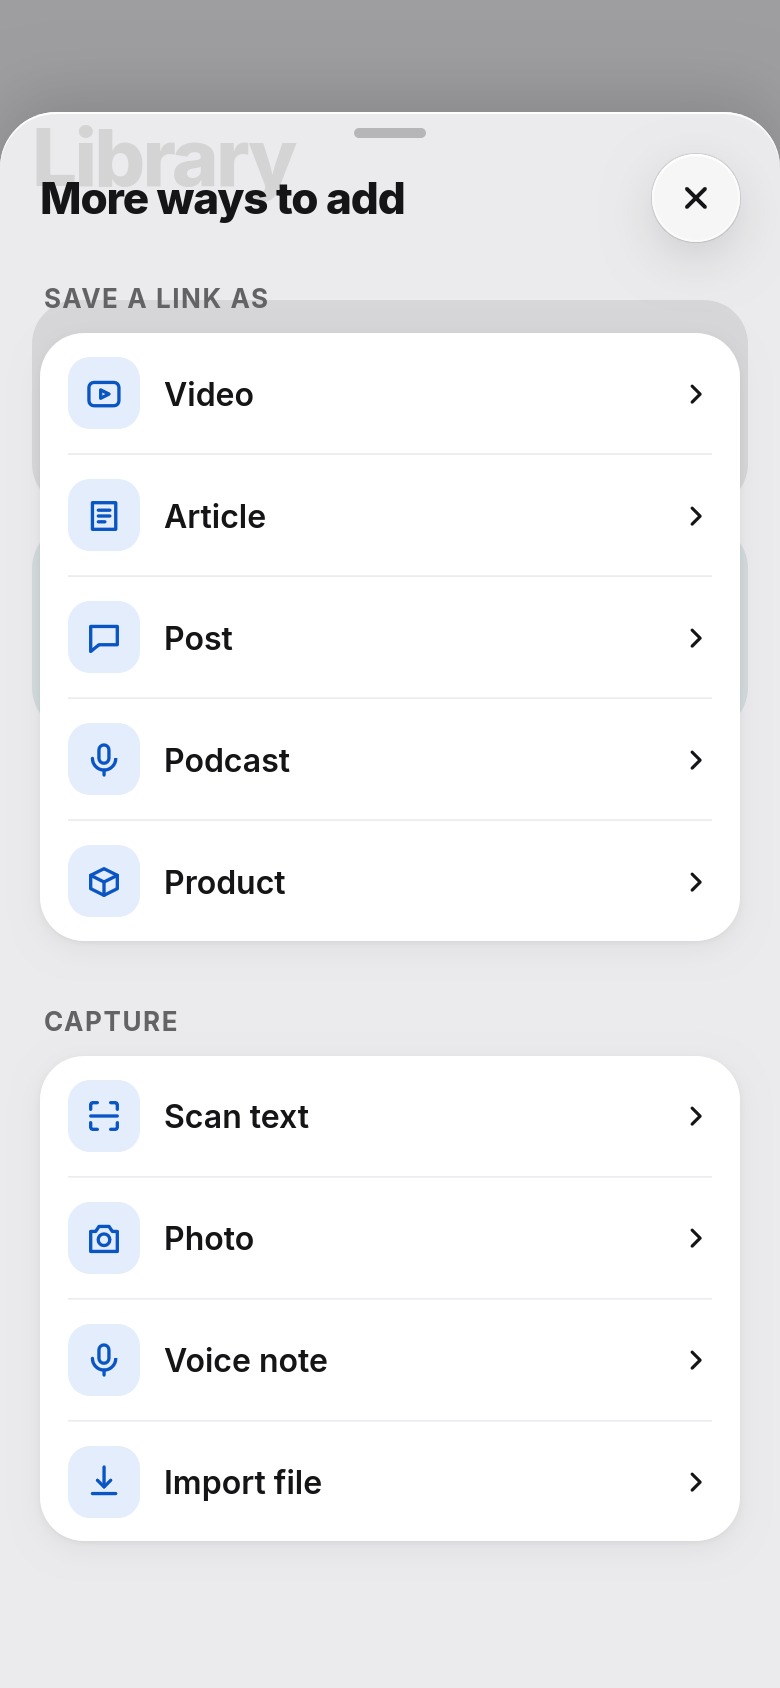 Library
More ways to add
SAVE A LINK AS
Video
Article
Post
Podcast
Product
CAPTURE
Scan text
Photo
Voice note
Import file